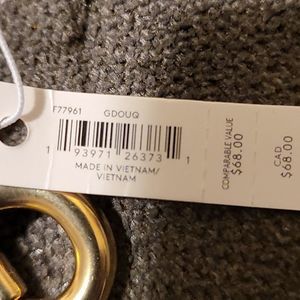 F77961 GDOUQ
1 93971 26373 1
MADE IN VIETNAM/
VIETNAM
COMPARABLE VALUE
$68.00
CAD
$68.00